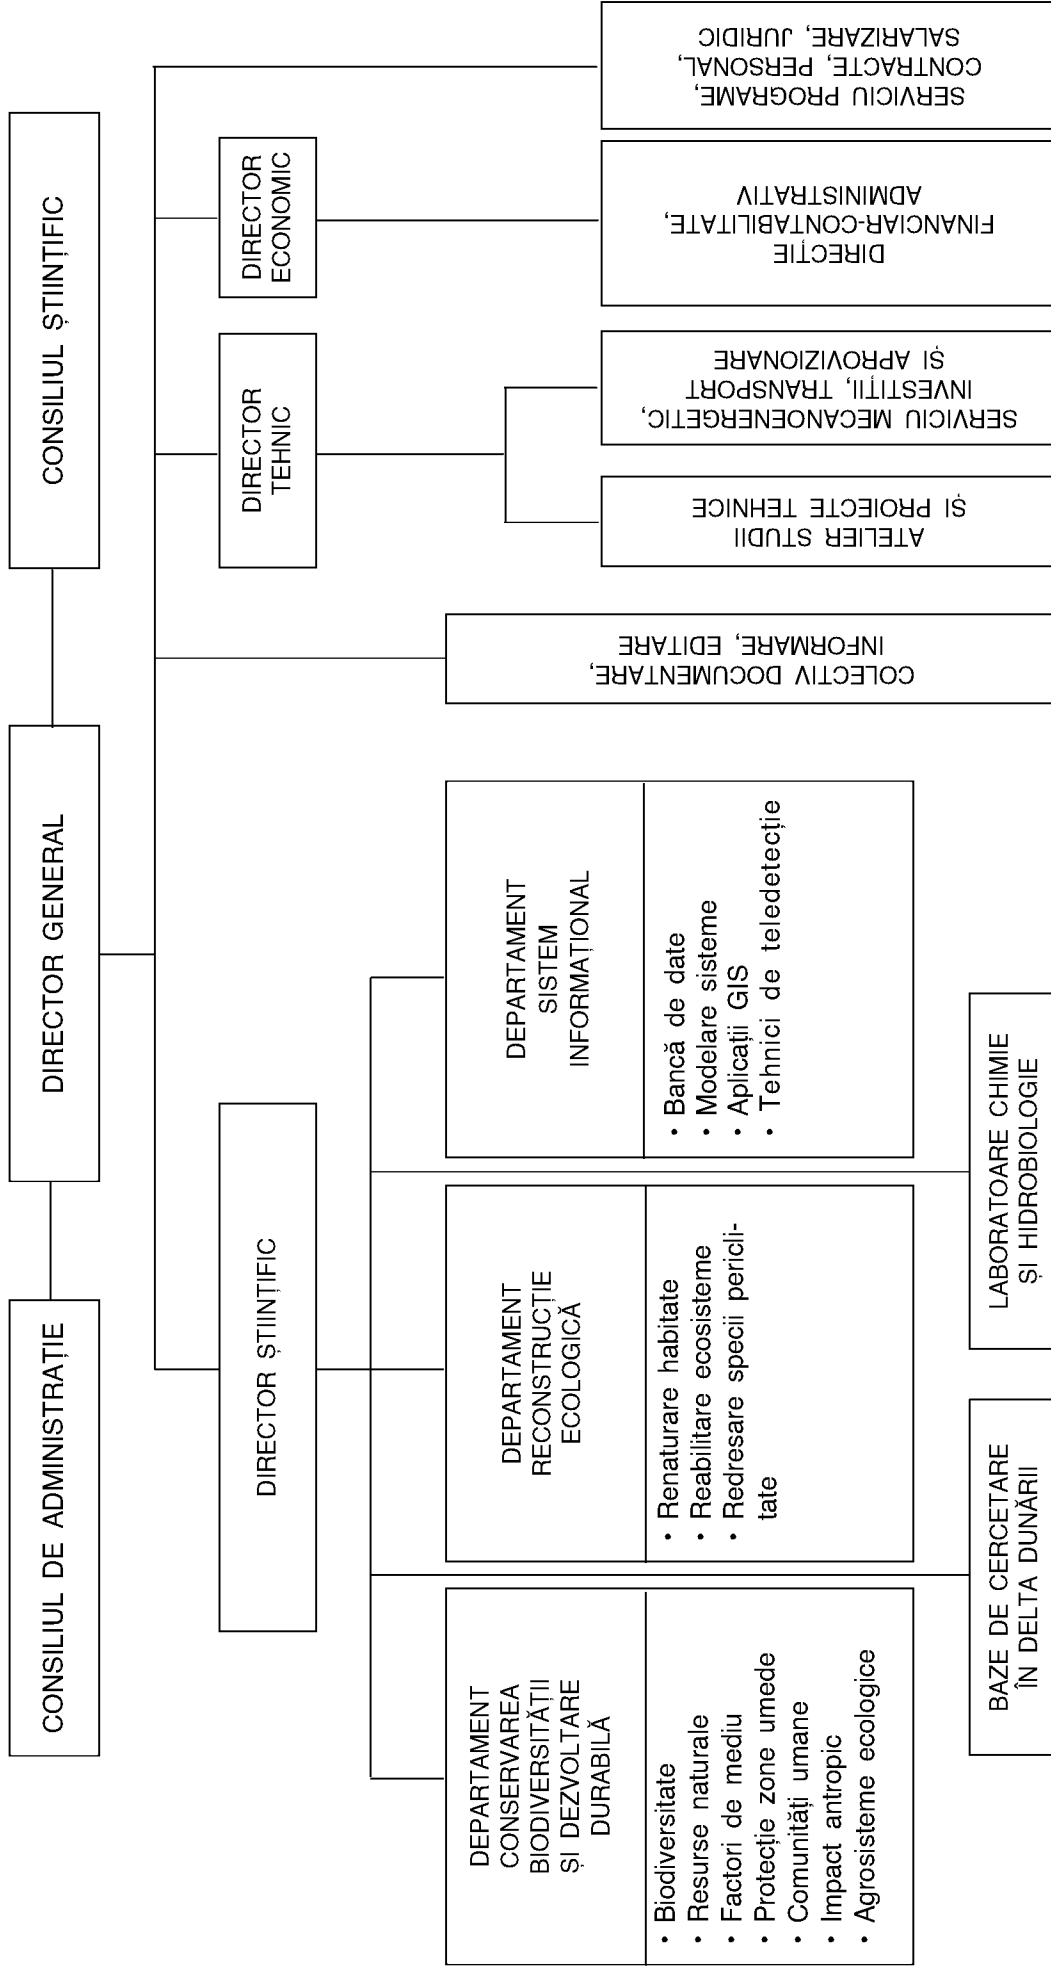 CONSILIUL DE ADMINISTRAȚIE
DIRECTOR GENERAL
CONSILIUL ȘTIINȚIFIC
DIRECTOR ȘTIINȚIFIC
DIRECTOR
TEHNIC
DIRECTOR
ECONOMIC
DEPARTAMENT
CONSERVAREA
BIODIVERSITĂȚII
ȘI DEZVOLTARE
DURABILĂ
• Biodiversitate
• Resurse naturale
• Factori de mediu
• Protecție zone umede
• Comunități umane
• Impact antropic
• Agrosisteme ecologice
DEPARTAMENT
RECONSTRUCȚIE
ECOLOGICĂ
• Renaturare habitate
• Reabilitare ecosisteme
• Redresare specii pericli-
tate
DEPARTAMENT
SISTEM
INFORMAȚIONAL
• Bancă de date
• Modelare sisteme
• Aplicații GIS
• Tehnici de teledetecție
COLECTIV DOCUMENTARE,
INFORMARE, EDITARE
ATELIER STUDII
ȘI PROIECTE TEHNICE
SERVICIU MECANOENERGETIC,
INVESTIȚII, TRANSPORT
ȘI APROVIZIONARE
DIRECȚIE
FINANCIAR-CONTABILITATE,
ADMINISTRATIV
SERVICIU PROGRAME,
CONTRACTE, PERSONAL,
SALARIZARE, JURIDIC
BAZE DE CERCETARE
ÎN DELTA DUNĂRII
LABORATOARE CHIMIE
ȘI HIDROBIOLOGIE